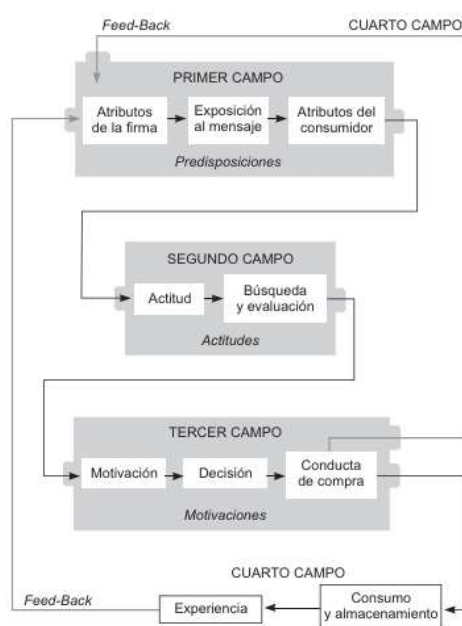 Feed-Back
CUARTO CAMPO
PRIMER CAMPO
Atributos
de la firma
Exposición
al mensaje
Atributos del
consumidor
Predisposiciones
SEGUNDO CAMPO
Actitud
Búsqueda
y evaluación
Actitudes
TERCER CAMPO
Motivación
Decisión
Conducta
de compra
Motivaciones
CUARTO CAMPO
Feed-Back
Experiencia
Consumo
y almacenamiento